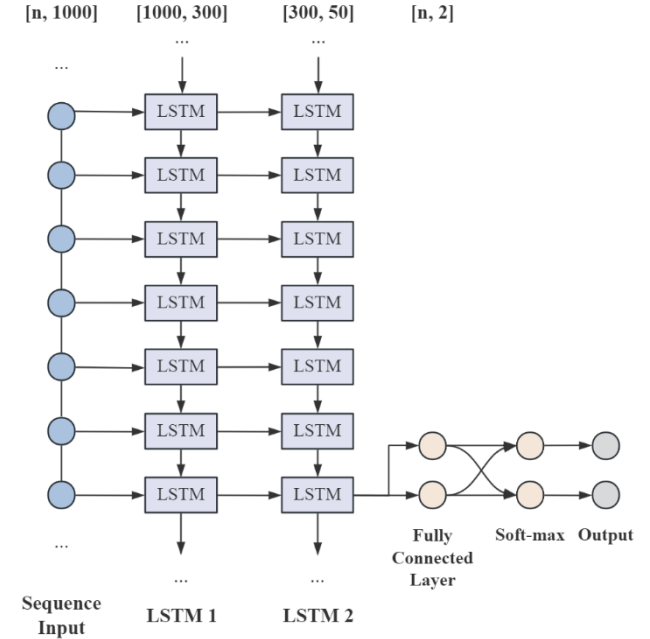 [n, 1000] [1000, 300] [300, 50] [n, 2]
... ...
...
LSTM LSTM
LSTM LSTM
LSTM LSTM
LSTM LSTM
LSTM LSTM
LSTM LSTM
LSTM LSTM
Fully
Connected
Layer
Soft-max Output
...
... ...
Sequence
Input
LSTM 1 LSTM 2